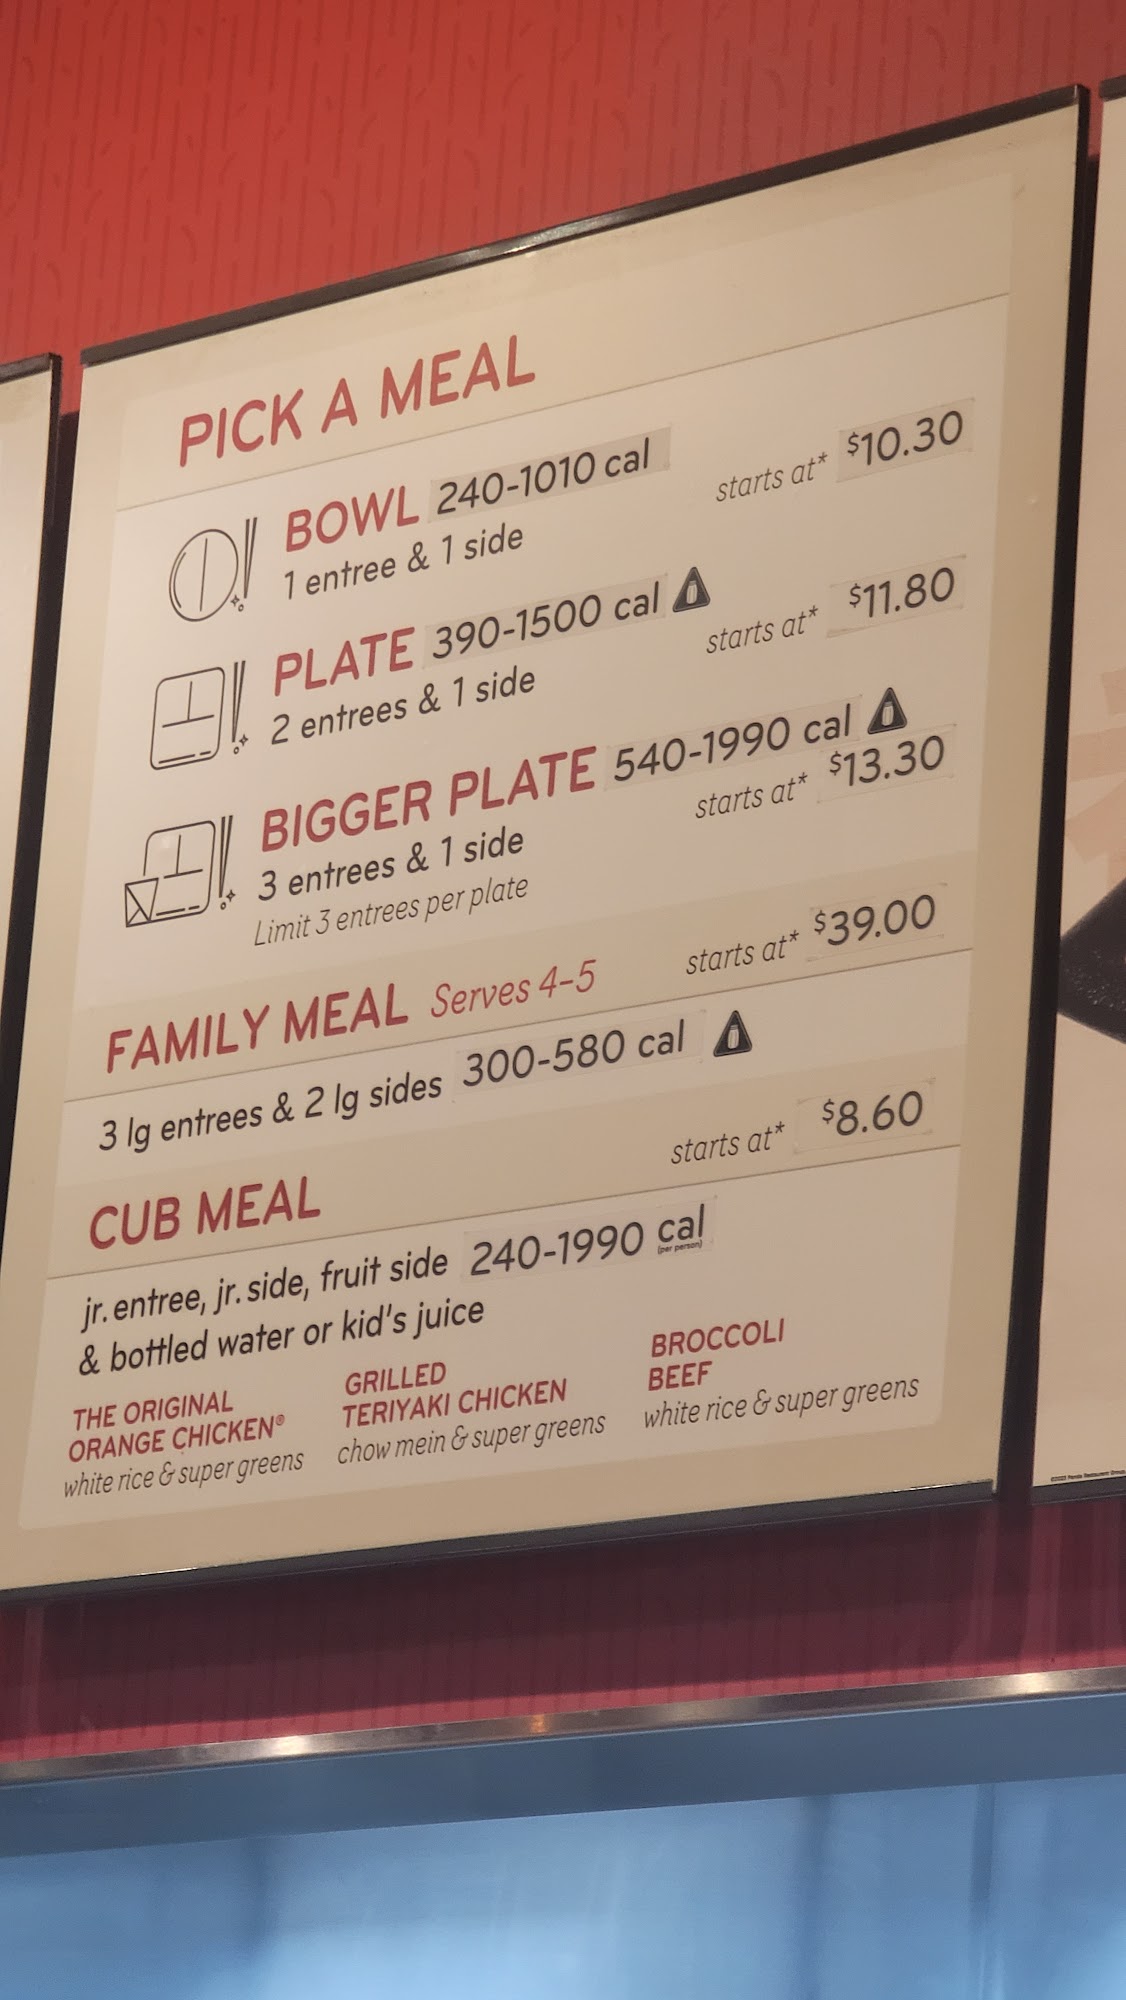 PICK A MEAL
BOWL 240-1010 cal
starts at* $10.30
1 entree & 1 side
PLATE 390-1500 cal
starts at* $11.80
2 entrees & 1 side
BIGGER PLATE 540-1990 cal
starts at* $13.30
3 entrees & 1 side
Limit 3 entrees per plate
FAMILY MEAL Serves 4-5 starts at* $39.00
3 lg entrees & 2 lg sides 300-580 cal
CUB MEAL starts at* $8.60
jr. entree, jr. side, fruit side 240-1990 cal
(per person)
& bottled water or kid's juice
THE ORIGINAL
ORANGE CHICKEN®
white rice & super greens
GRILLED
TERIYAKI CHICKEN
chow mein & super greens
BROCCOLI
BEEF
white rice & super greens